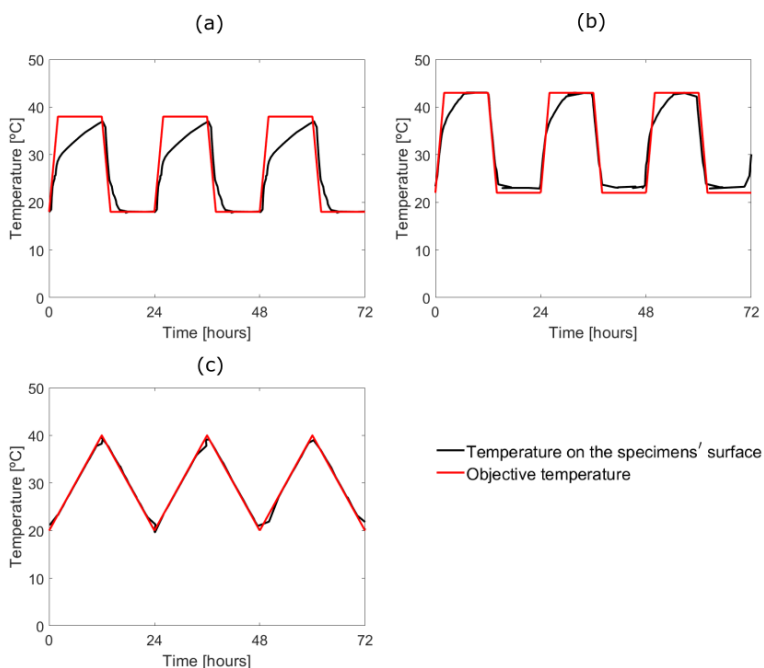 (a)
50
40
30
20
10
0
Temperature [ºC]
0 24 48 72
Time [hours]
(b)
50
40
30
20
10
0
Temperature [ºC]
0 24 48 72
Time [hours]
(c)
50
40
30
20
10
0
Temperature [ºC]
0 24 48 72
Time [hours]
Temperature on the specimens' surface
Objective temperature